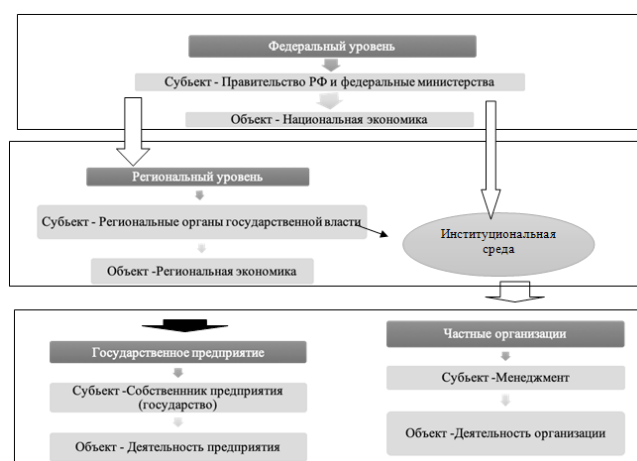 Федеральный уровень
Субъект - Правительство РФ и федеральные министерства
Объект - Национальная экономика
Региональный уровень
Субъект - Региональные органы государственной власти
Объект -Региональная экономика
Институциональная
среда
Государственное предприятие
Субъект -Собственнник предприятия
(государство)
Объект - Деятельность предприятия
Частные организации
Субъект -Менеджмент
Объект -Деятельность организации